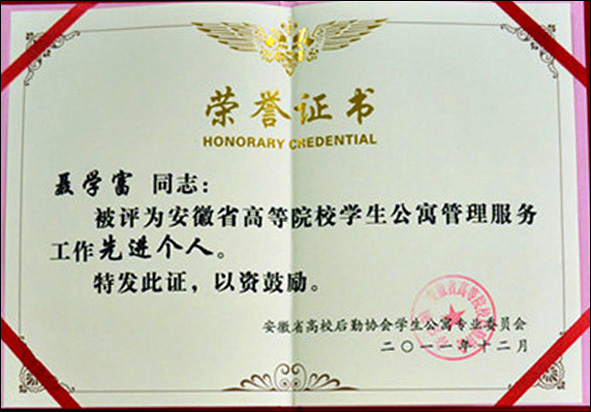 荣誉证书
HONORARY CREDENTIAL
聂学富 同志：
被评为安徽省高等院校学生公寓管理服务
工作先进个人。
特发此证，以资鼓励。
安徽省高校后勤协会学生公寓专业委员会
二〇一一年十二月